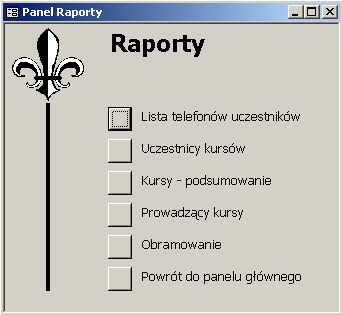 Panel Raporty
Raporty
Lista telefonów uczestników
Uczestnicy kursów
Kursy - podsumowanie
Prowadzący kursy
Obramowanie
Powrót do panelu głównego